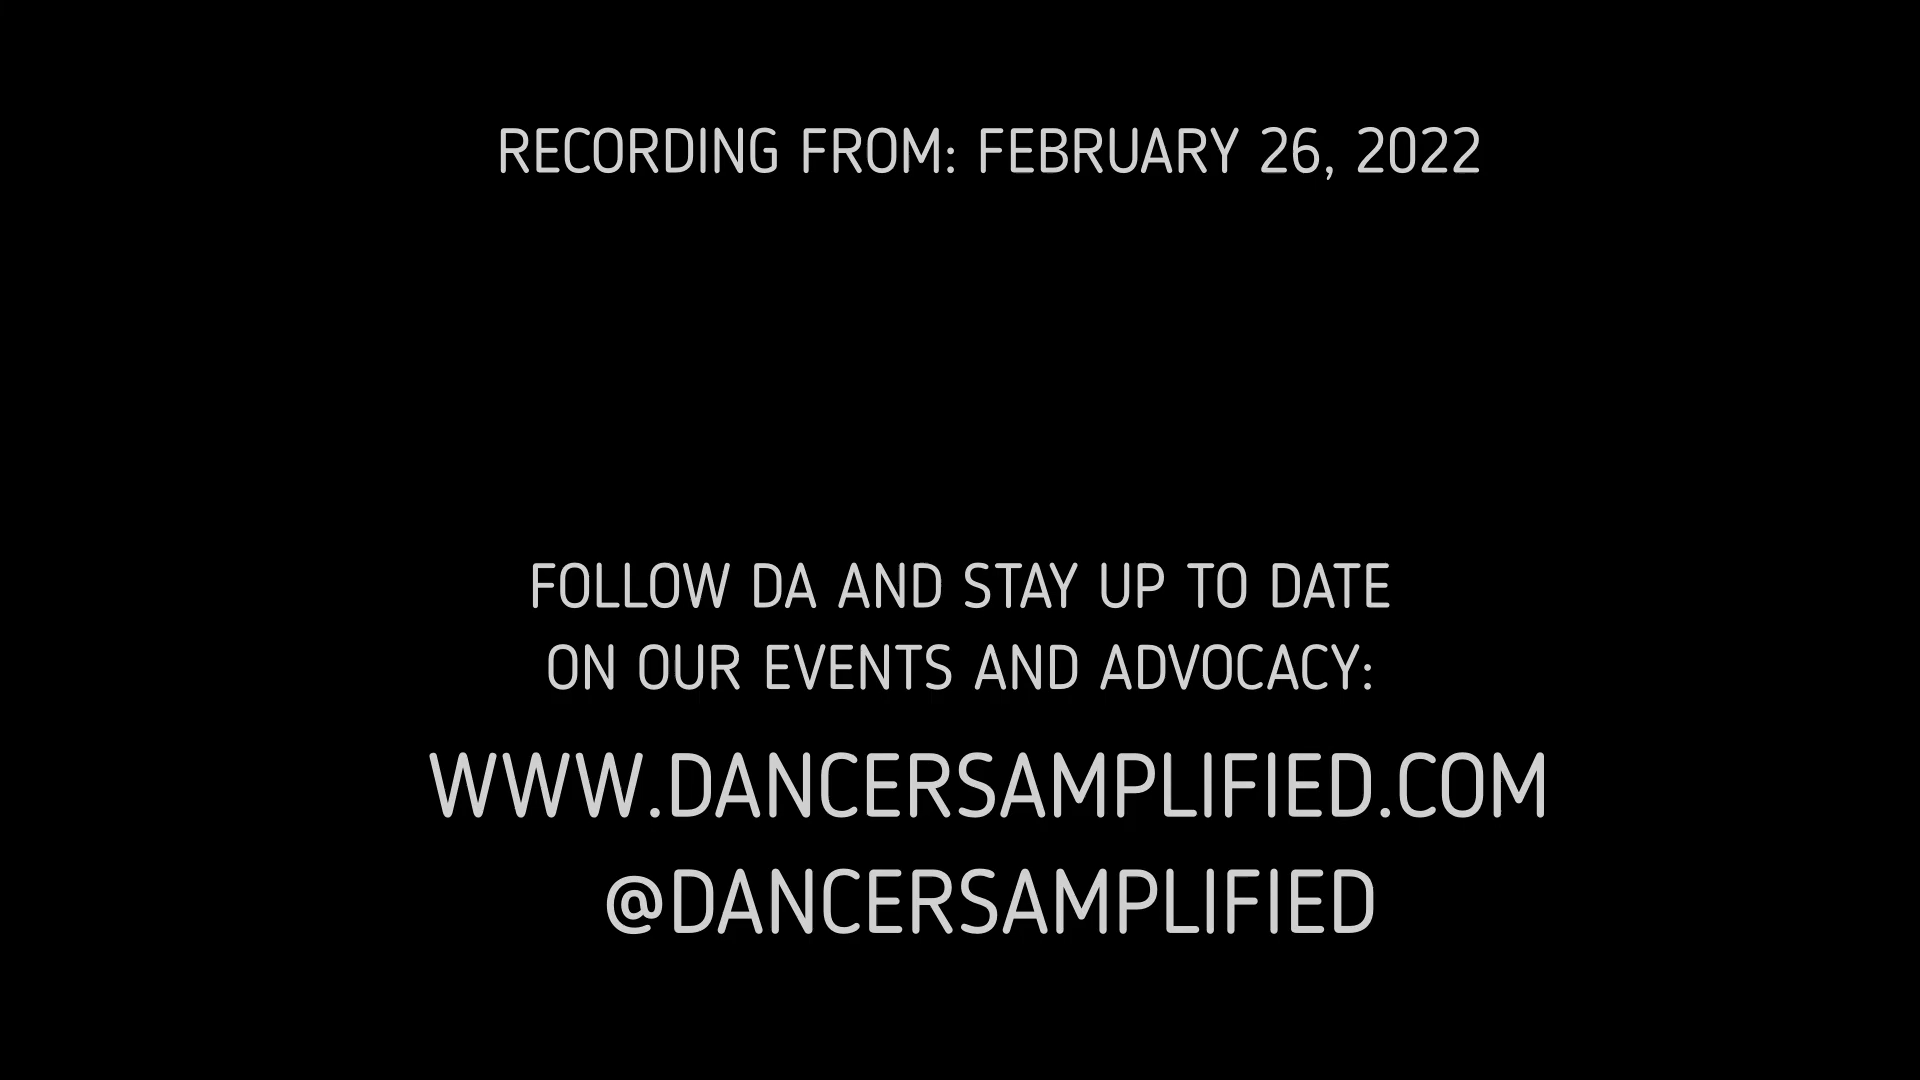 RECORDING FROM: FEBRUARY 26, 2022
FOLLOW DA AND STAY UP TO DATE
ON OUR EVENTS AND ADVOCACY:
WWW.DANCERSAMPLIFIED.COM
@DANCERSAMPLIFIED